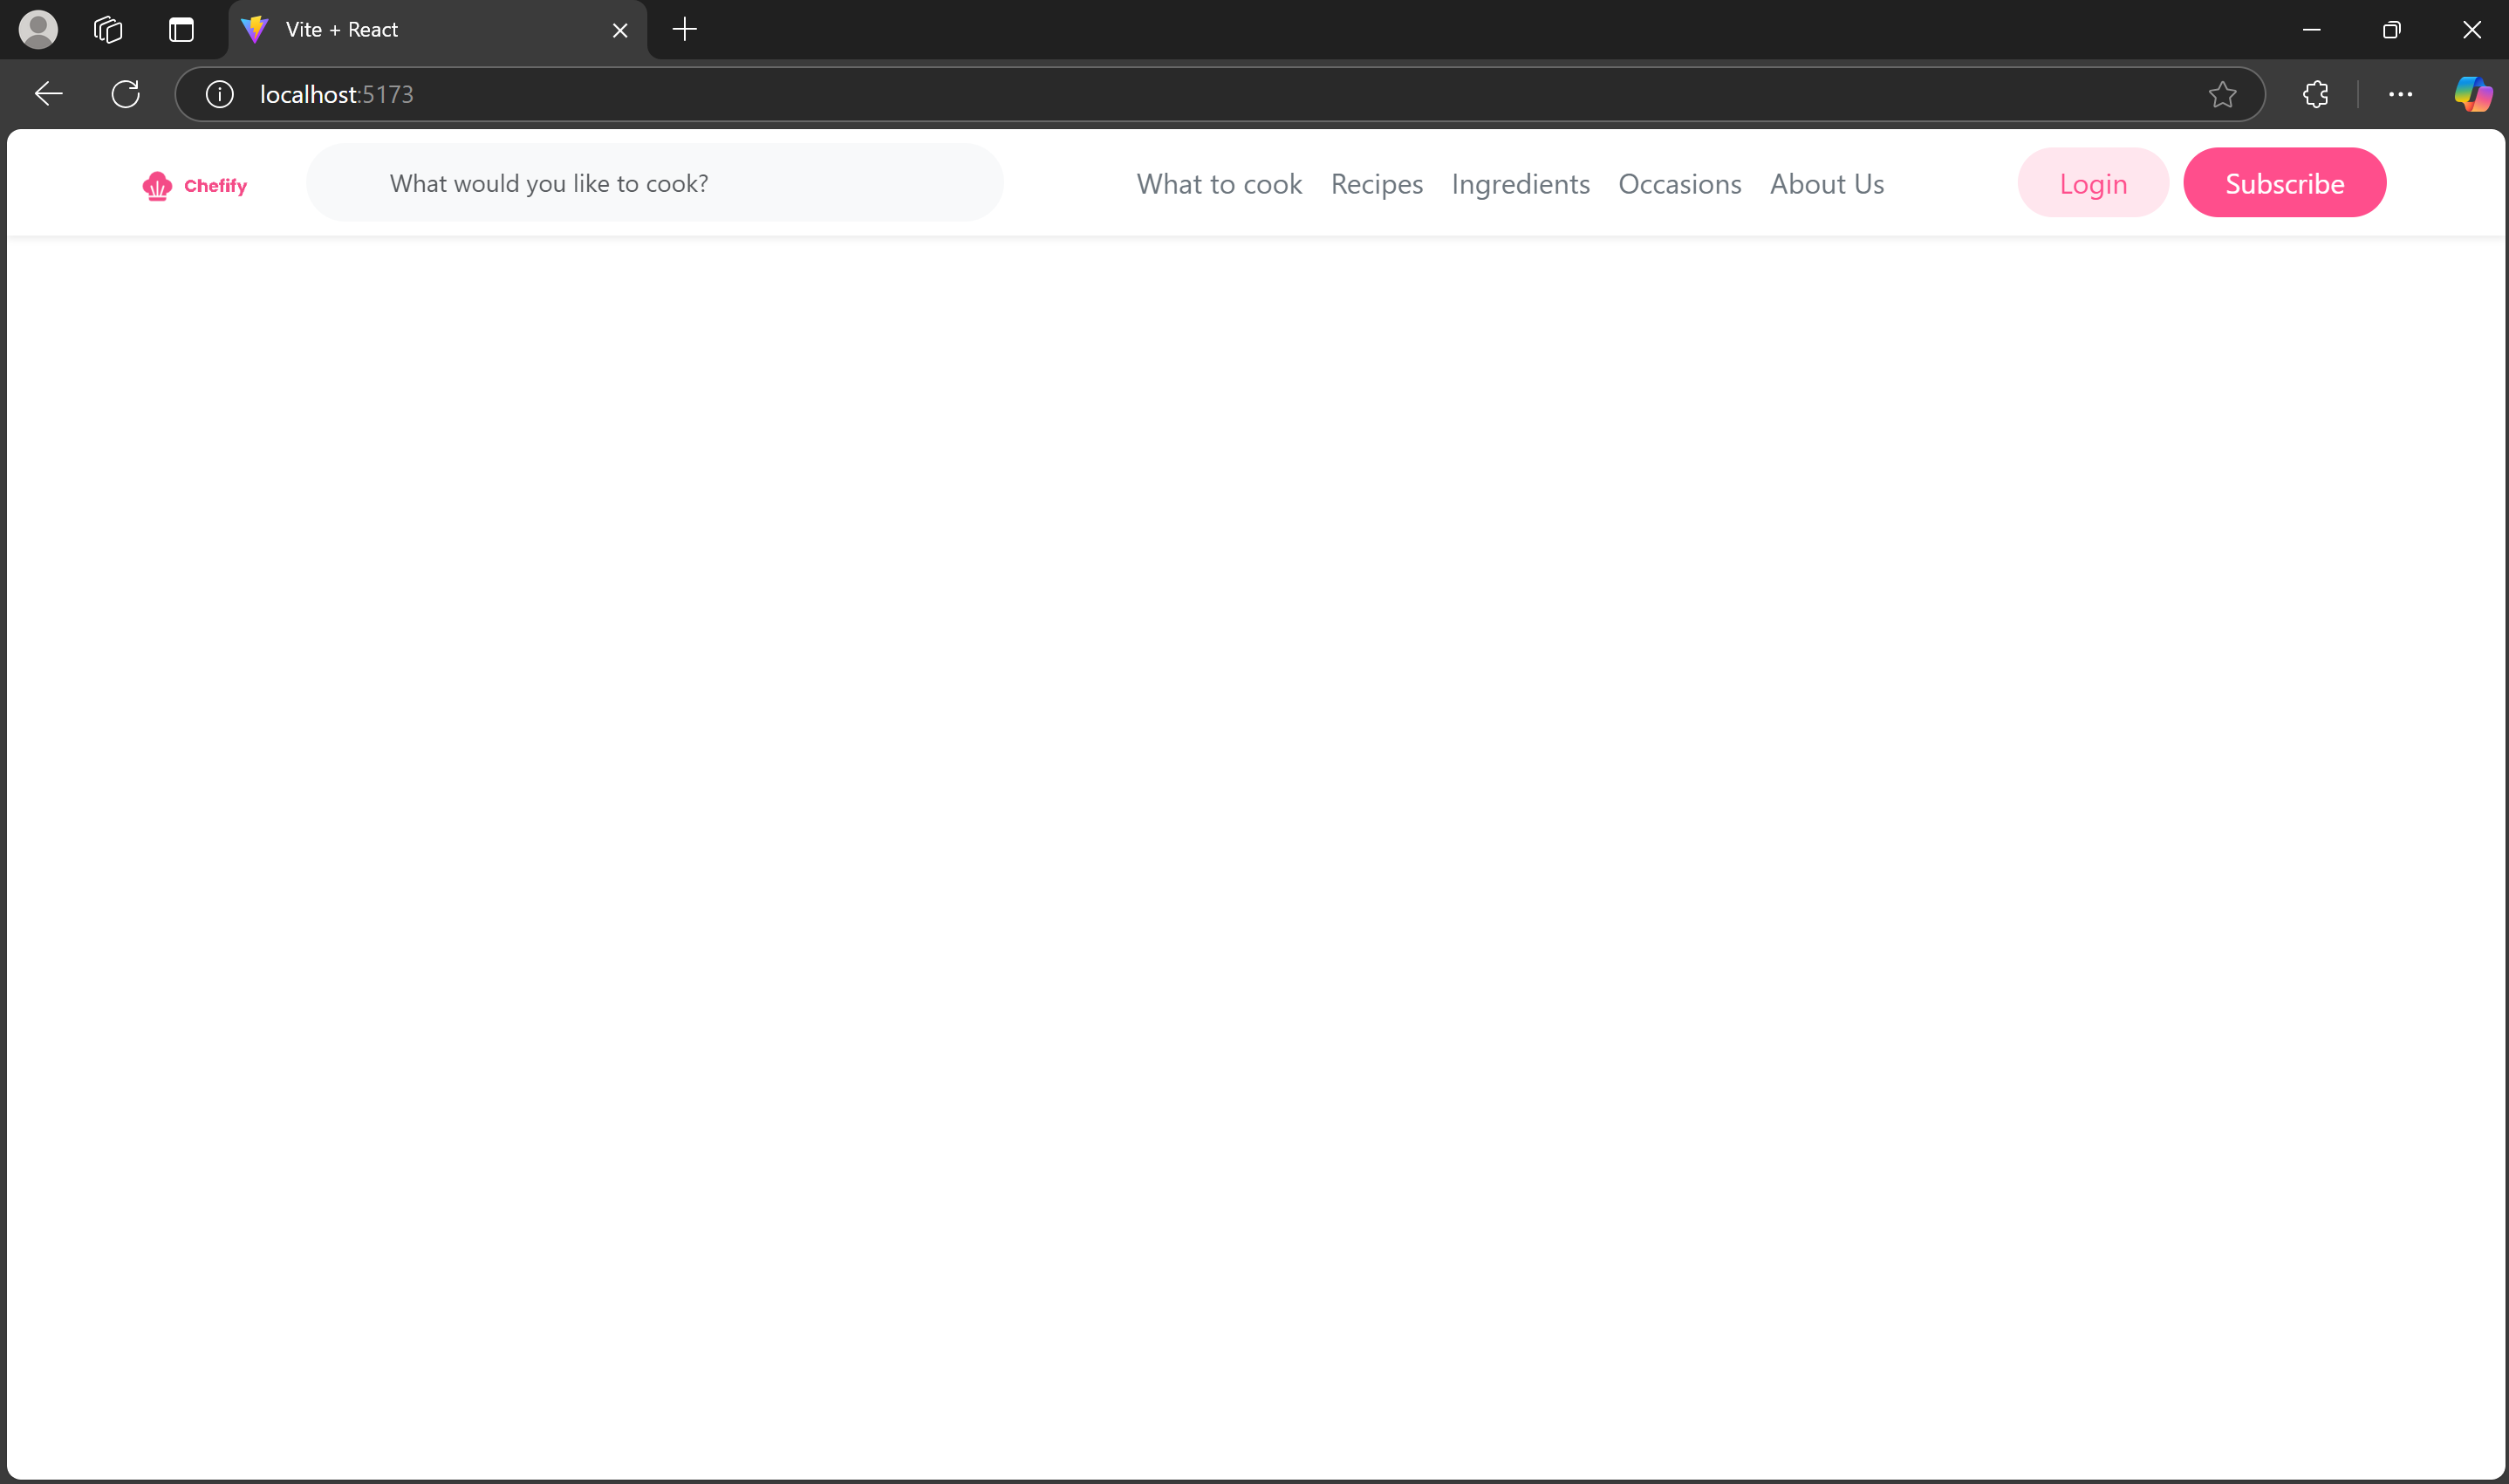 Vite + React
localhost:5173
Chefify
What would you like to cook?
What to cook Recipes Ingredients Occasions About Us
Login
Subscribe